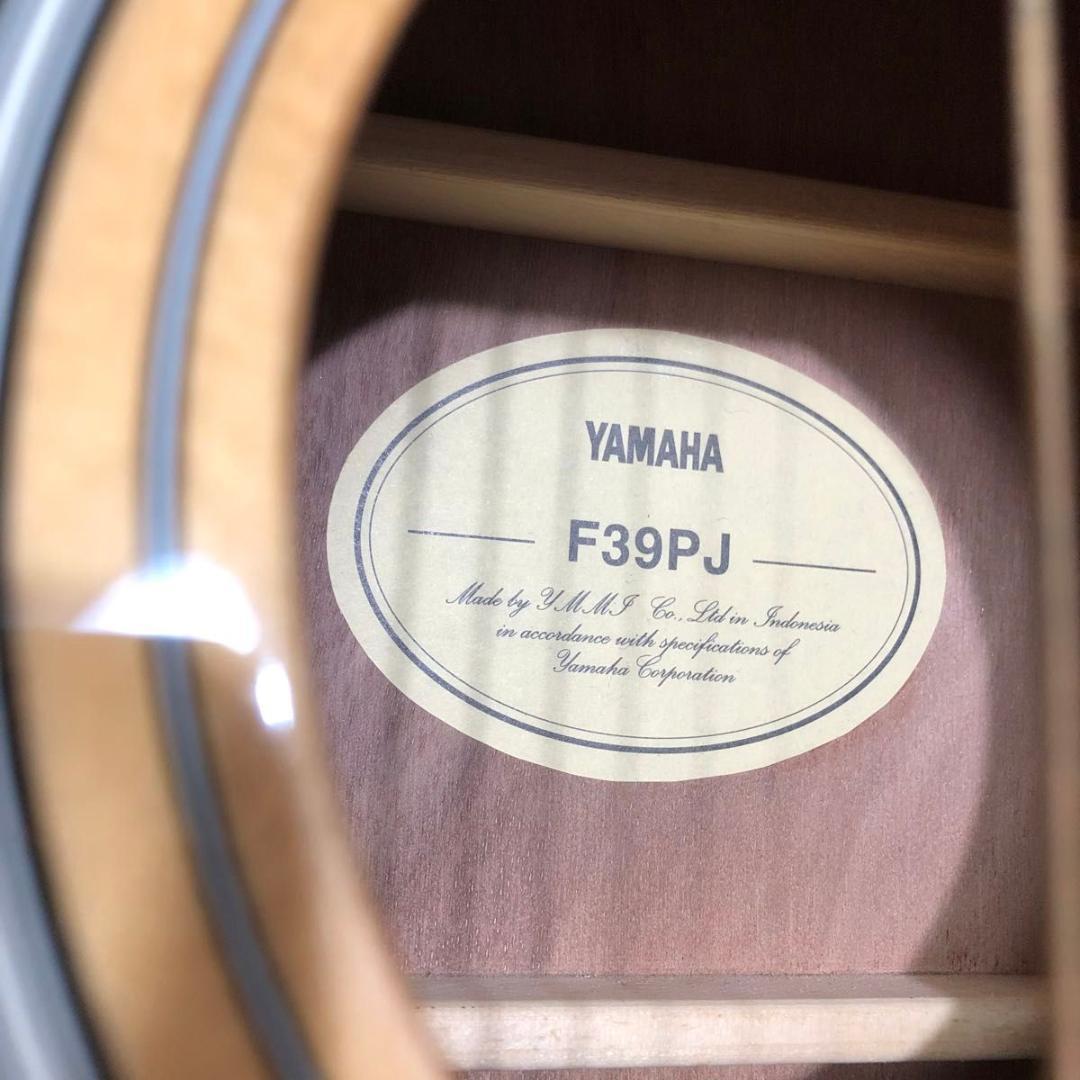 YAMAHA
F39PJ
Made by YMMI Co., Ltd in Indonesia
in accordance with specifications of
Yamaha Corporation